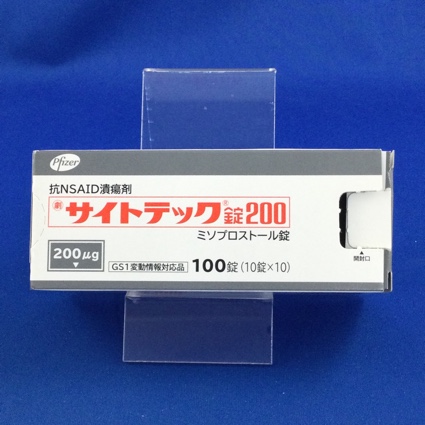 Pfizer
抗NSAID潰瘍剤
劇 サイトテック®錠200
ミソプロストール錠
200μg
GS1変動情報対応品 100錠(10錠×10)
開封口